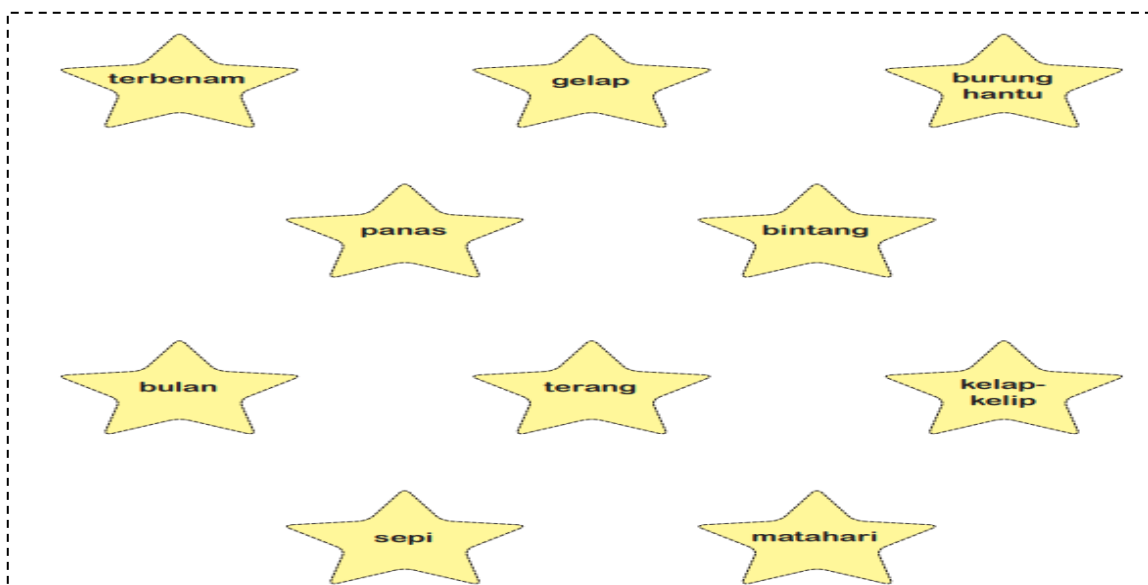 terbenam
gelap
burung
hantu
panas
bintang
bulan
terang
kelap-
kelip
sepi
matahari